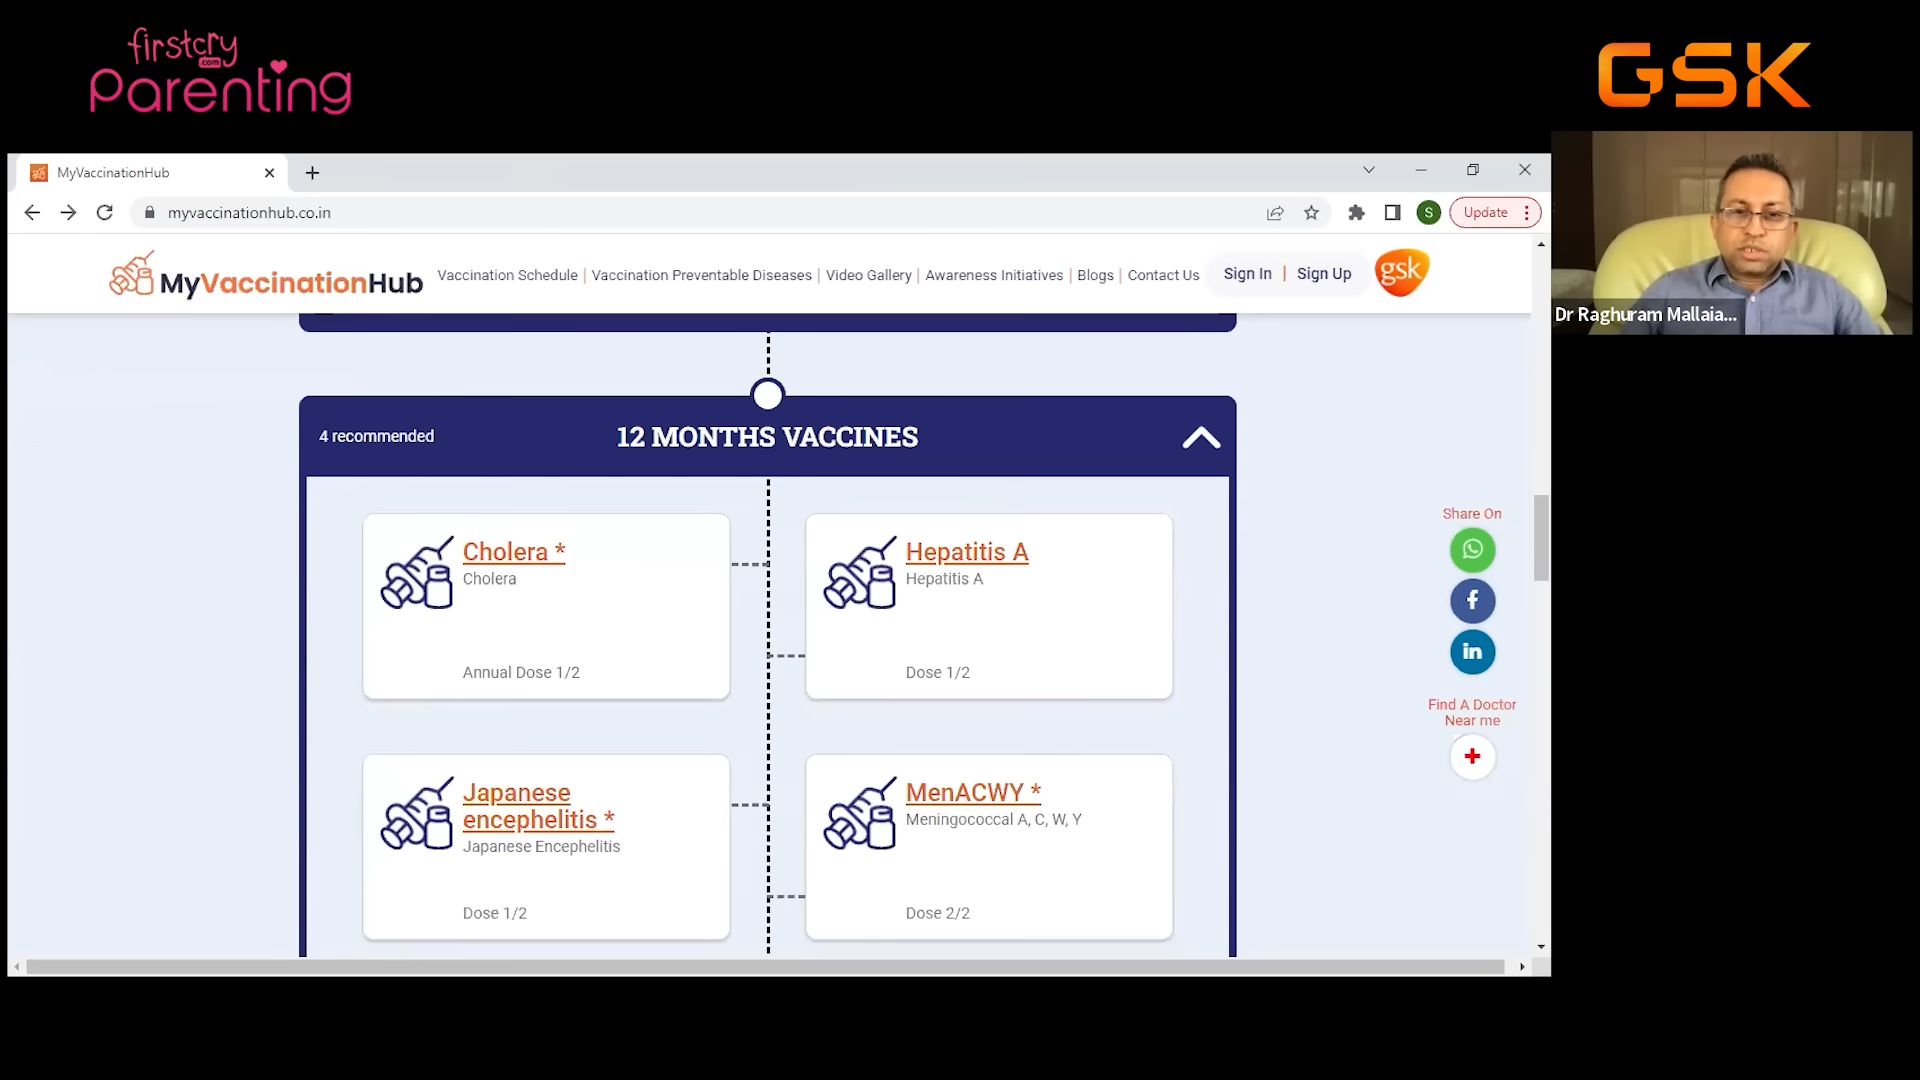 firstcry
.com
Parenting
GSK
MyVaccinationHub
myvaccinationhub.co.in
S
Update
MyVaccinationHub
Vaccination Schedule | Vaccination Preventable Diseases | Video Gallery | Awareness Initiatives | Blogs | Contact Us
Sign In | Sign Up
gsk
Dr Raghuram Mallaia...
4 recommended
12 MONTHS VACCINES
Cholera *
Cholera
Annual Dose 1/2
Hepatitis A
Hepatitis A
Dose 1/2
Japanese
encephelitis *
Japanese Encephelitis
Dose 1/2
MenACWY *
Meningococcal A, C, W, Y
Dose 2/2
Share On
f
in
Find A Doctor
Near me